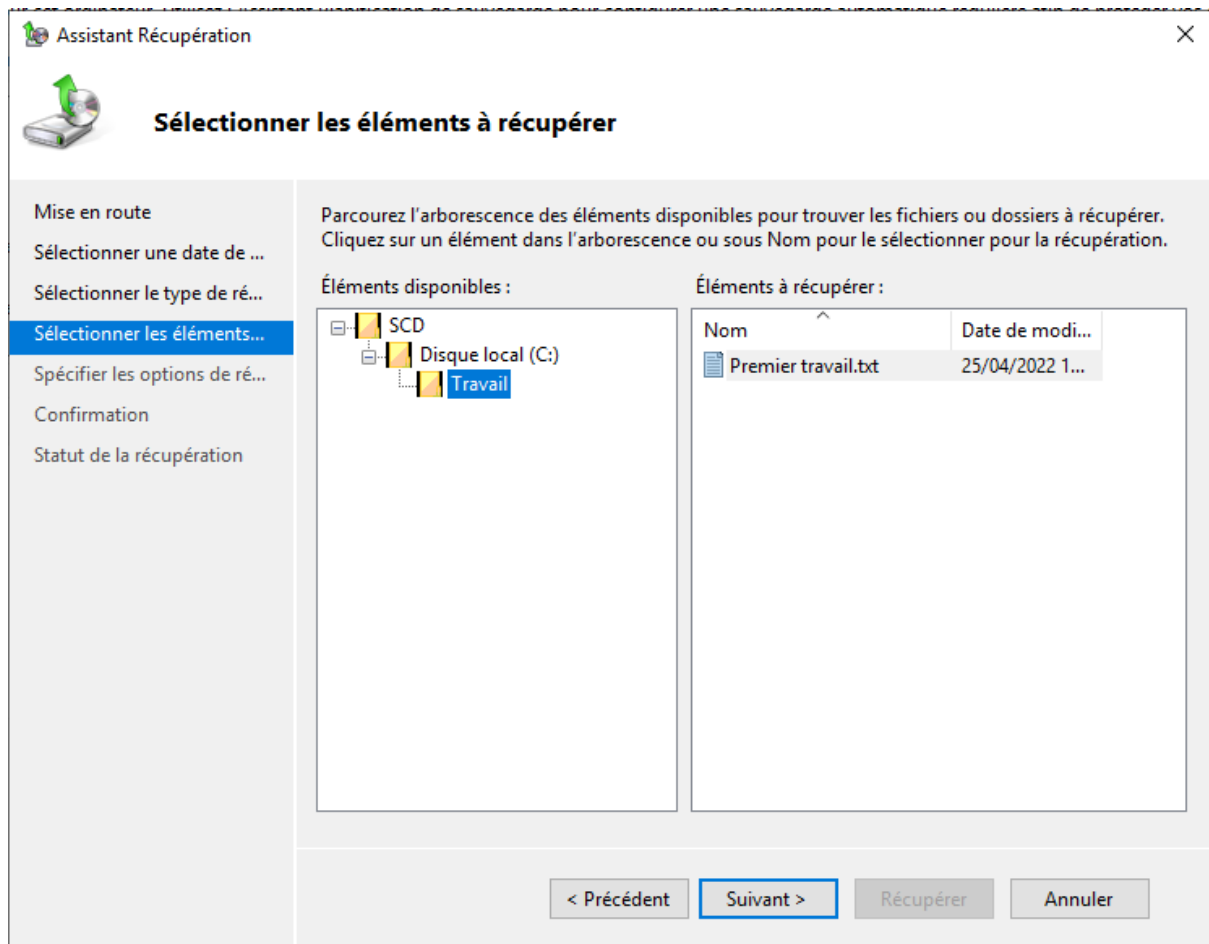 Assistant Récupération
Sélectionner les éléments à récupérer
Mise en route
Sélectionner une date de ...
Sélectionner le type de ré...
Sélectionner les éléments...
Spécifier les options de ré...
Confirmation
Statut de la récupération
Parcourez l'arborescence des éléments disponibles pour trouver les fichiers ou dossiers à récupérer.
Cliquez sur un élément dans l'arborescence ou sous Nom pour le sélectionner pour la récupération.
Éléments disponibles :
SCD
Disque local (C:)
Travail
Éléments à récupérer :
Nom Date de modi...
Premier travail.txt 25/04/2022 1...
< Précédent Suivant > Récupérer Annuler